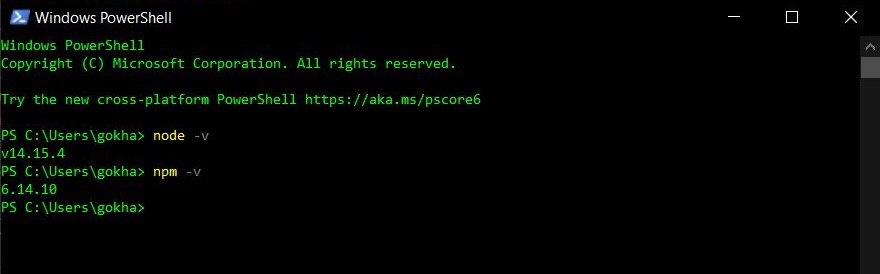 Windows PowerShell
Windows PowerShell
Copyright (C) Microsoft Corporation. All rights reserved.
Try the new cross-platform PowerShell https://aka.ms/pscore6
PS C:\Users\gokha> node -v
v14.15.4
PS C:\Users\gokha> npm -v
6.14.10
PS C:\Users\gokha>